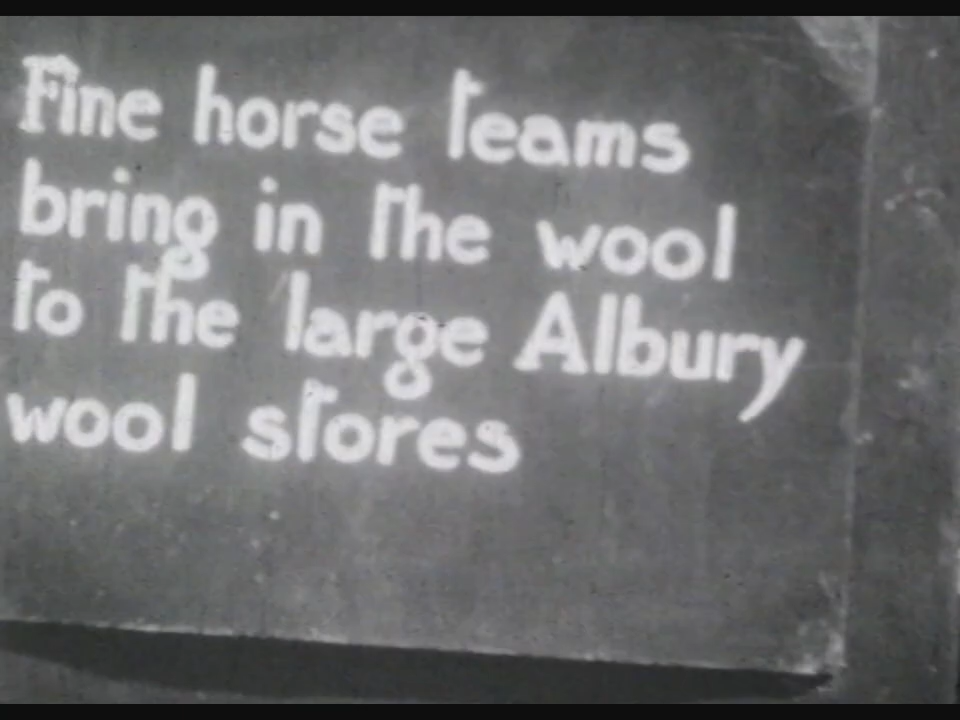 Fine horse teams
bring in the wool
to the large Albury
wool stores